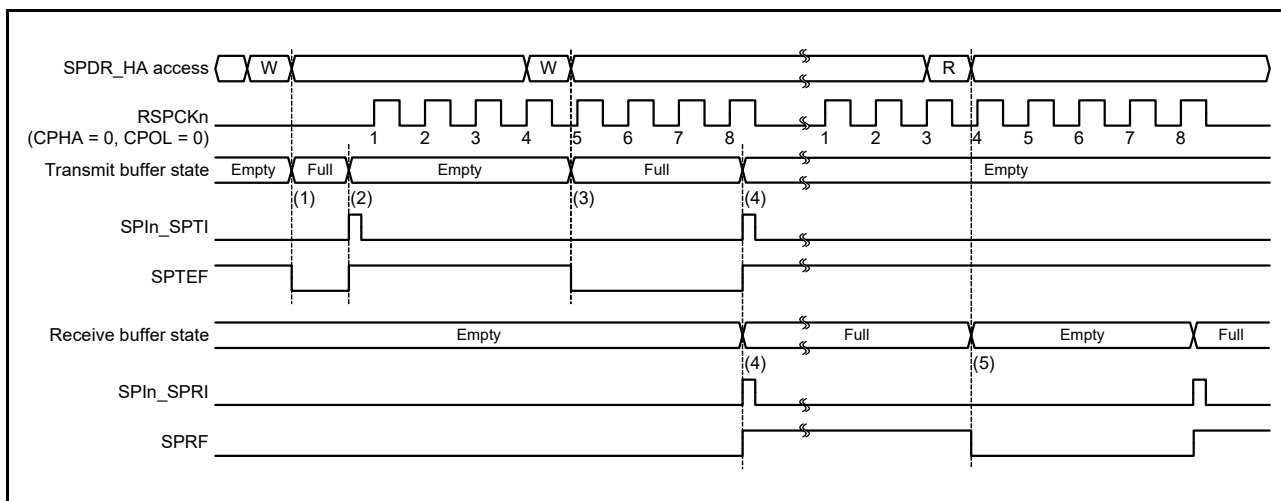 SPDR_HA access W W R
RSPCKn
(CPHA = 0, CPOL = 0) 1 2 3 4 5 6 7 8 1 2 3 4 5 6 7 8
Transmit buffer state Empty Full Empty Full Empty
(1) (2) (3) (4)
SPIn_SPTI
SPTEF
Receive buffer state Empty Full Empty Full
(4) (5)
SPIn_SPRI
SPRF